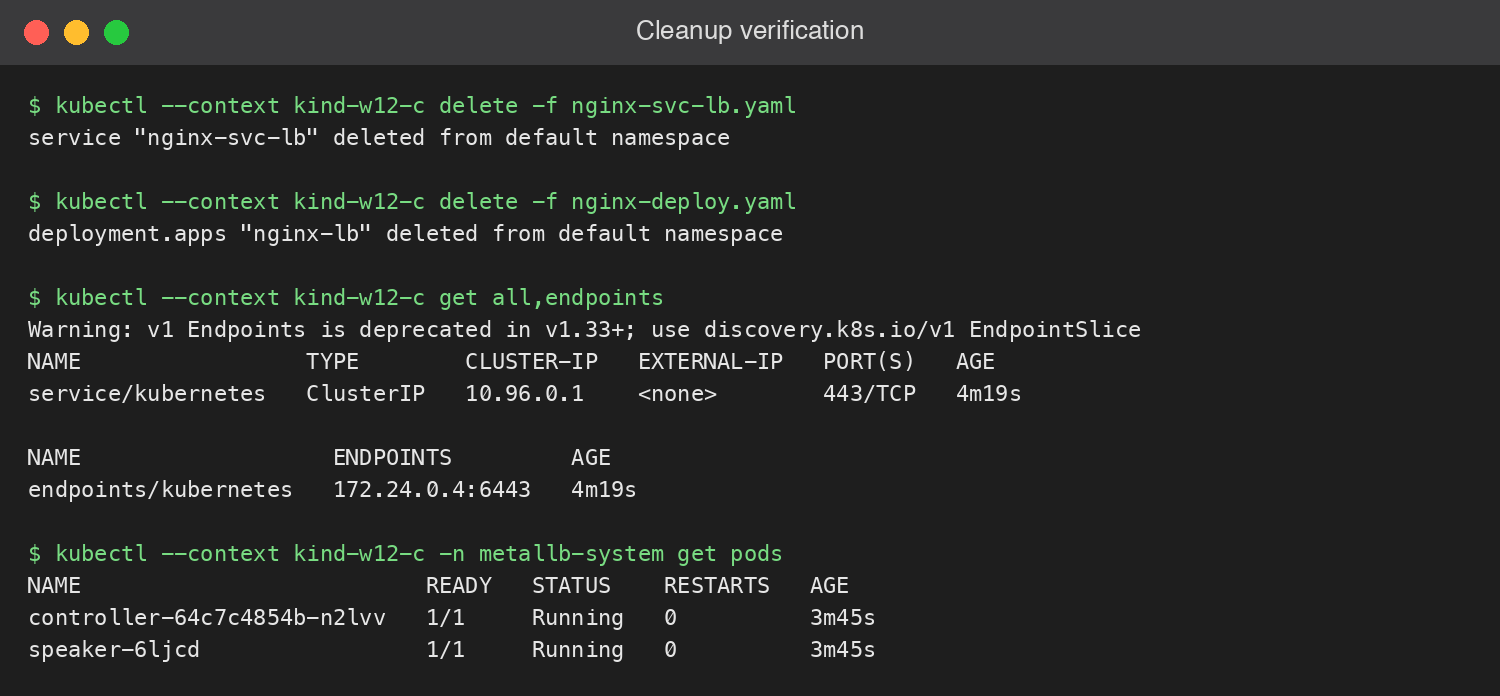 Cleanup verification
$ kubectl --context kind-w12-c delete -f nginx-svc-lb.yaml
service "nginx-svc-lb" deleted from default namespace
$ kubectl --context kind-w12-c delete -f nginx-deploy.yaml
deployment.apps "nginx-lb" deleted from default namespace
$ kubectl --context kind-w12-c get all,endpoints
Warning: v1 Endpoints is deprecated in v1.33+; use discovery.k8s.io/v1 EndpointSlice
NAME                 TYPE        CLUSTER-IP   EXTERNAL-IP   PORT(S)   AGE
service/kubernetes   ClusterIP   10.96.0.1    <none>        443/TCP   4m19s
NAME                   ENDPOINTS         AGE
endpoints/kubernetes   172.24.0.4:6443   4m19s
$ kubectl --context kind-w12-c -n metallb-system get pods
NAME                          READY   STATUS    RESTARTS   AGE
controller-64c7c4854b-n2lvv   1/1     Running   0          3m45s
speaker-6ljcd                 1/1     Running   0          3m45s